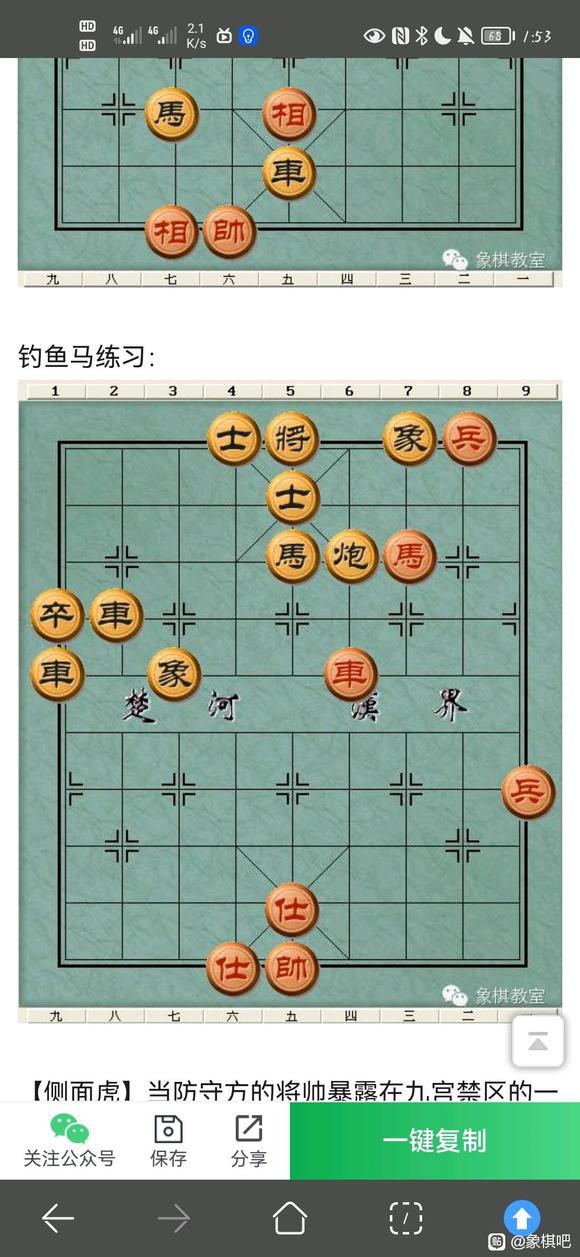 HD HD 4G 4G 2.1 K/s 68 1:53
馬 相
車
相 帥
象棋教室
九 八 七 六 五 四 三 二 一
钓鱼马练习:
1 2 3 4 5 6 7 8 9
士 將 象 兵
士
馬 炮 馬
卒 車
車 象 車
楚 河 漢 界
兵
仕
仕 帥
象棋教室
九 八 七 六 五 四 三 二
【侧面虎】当防守方的将帅暴露在九宫禁区的一
关注公众号 保存 分享 一键复制
贴 @象棋吧